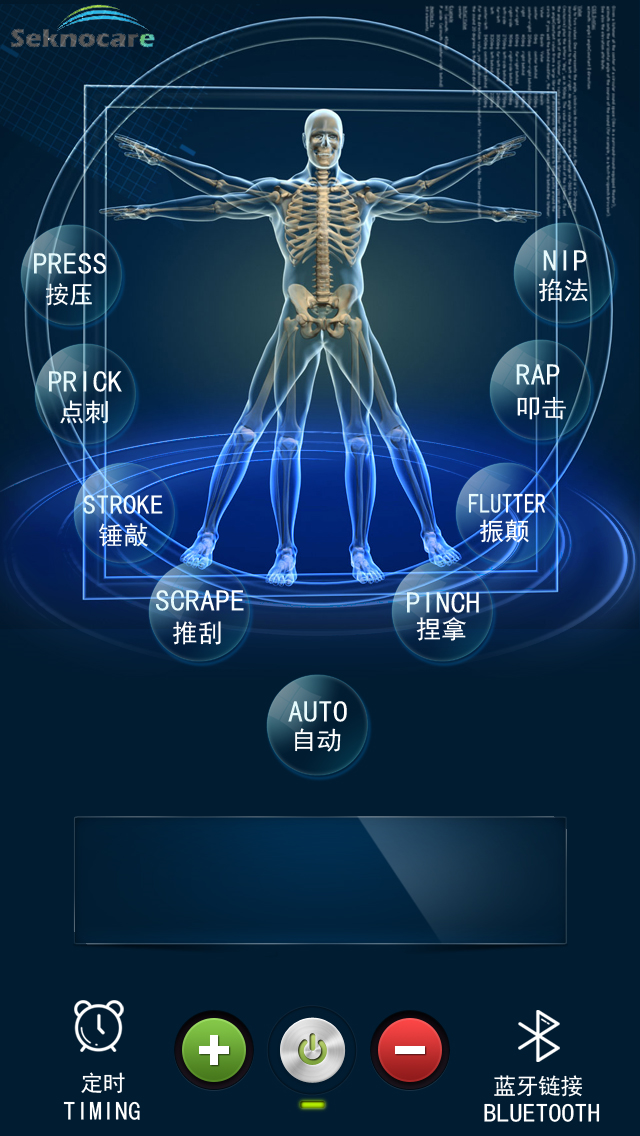 Seknocare
PRESS
按压
NIP
掐法
PRICK
点刺
RAP
叩击
STROKE
锤敲
FLUTTER
振颠
SCRAPE
推刮
PINCH
捏拿
AUTO
自动
定时
TIMING
蓝牙链接
BLUETOOTH